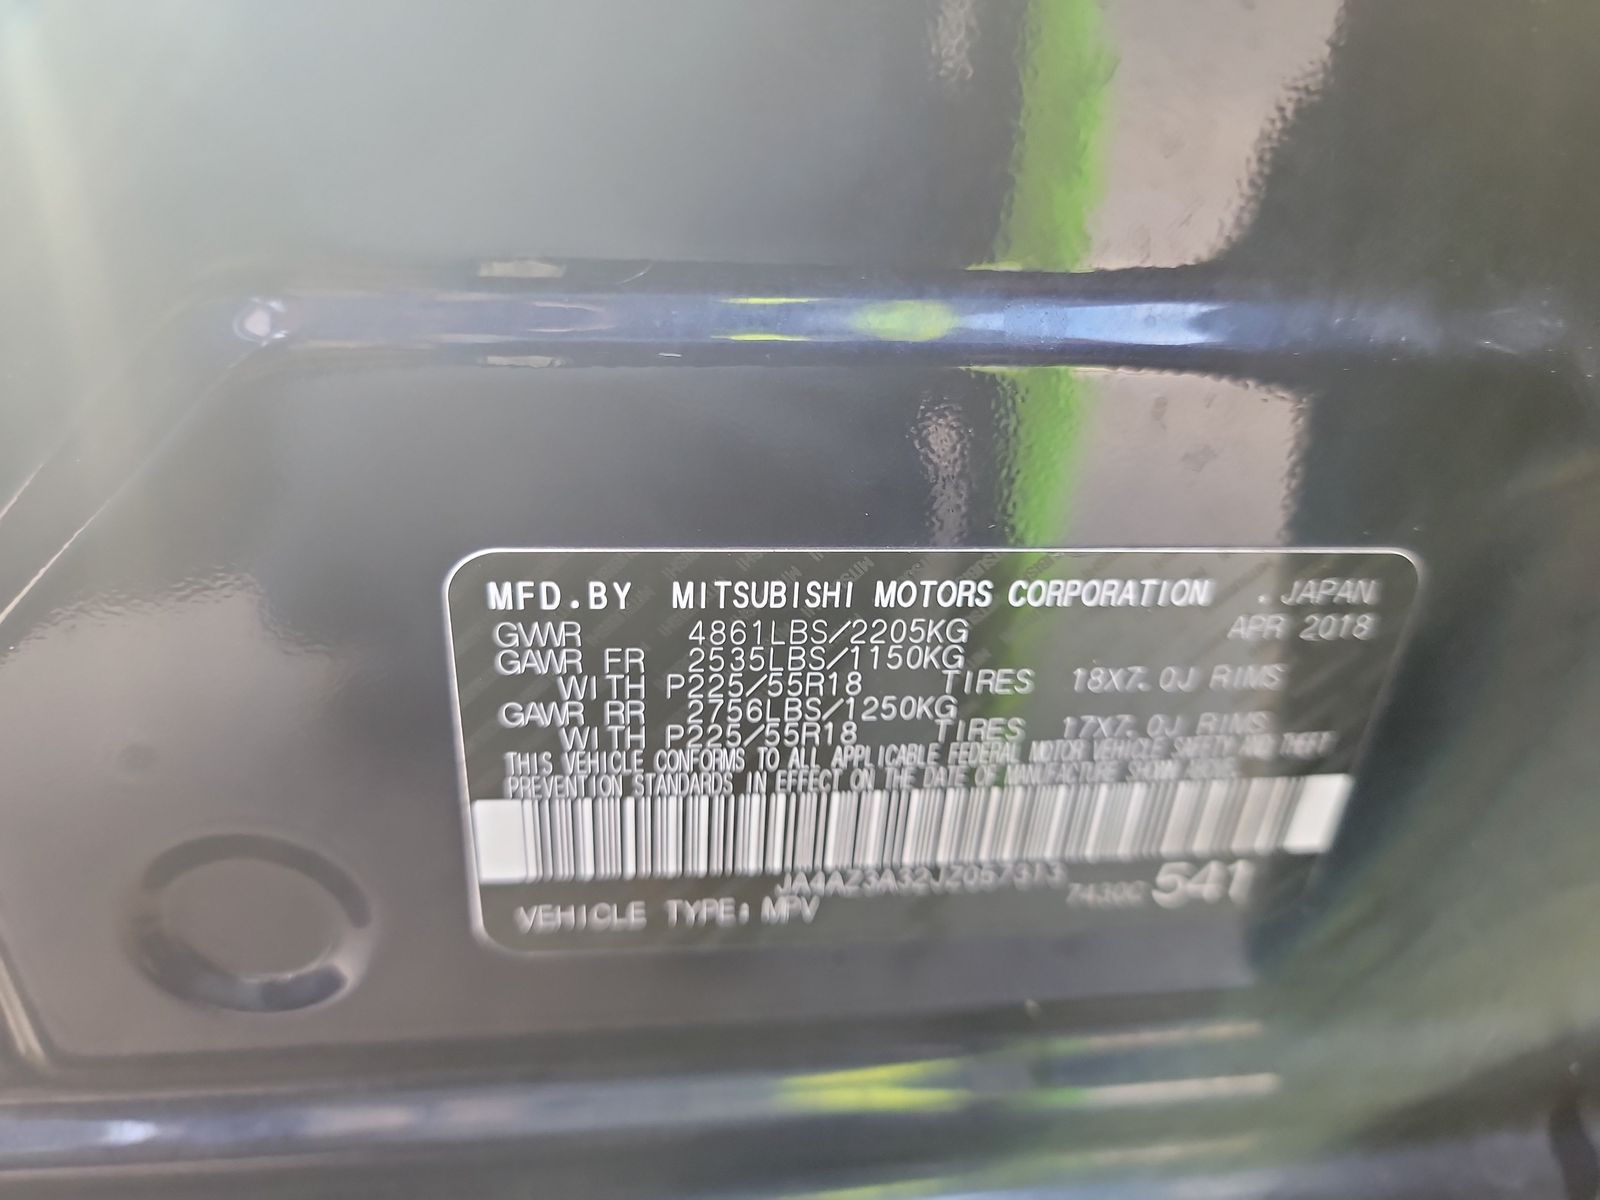 MFD.BY MITSUBISHI MOTORS CORPORATION . JAPAN
GVWR 4861LBS/2205KG APR 2018
GAWR FR 2535LBS/1150KG
WITH P225/55R18 TIRES 18X7.0J RIMS
GAWR RR 2756LBS/1250KG
WITH P225/55R18 TIRES 17X7.0J RIMS
THIS VEHICLE CONFORMS TO ALL APPLICABLE FEDERAL MOTOR VEHICLE SAFETY AND THEFT
PREVENTION STANDARDS IN EFFECT ON THE DATE OF MANUFACTURE SHOWN ABOVE.
JA4AZ3A32JZ057313
VEHICLE TYPE: MPV 7430C 541